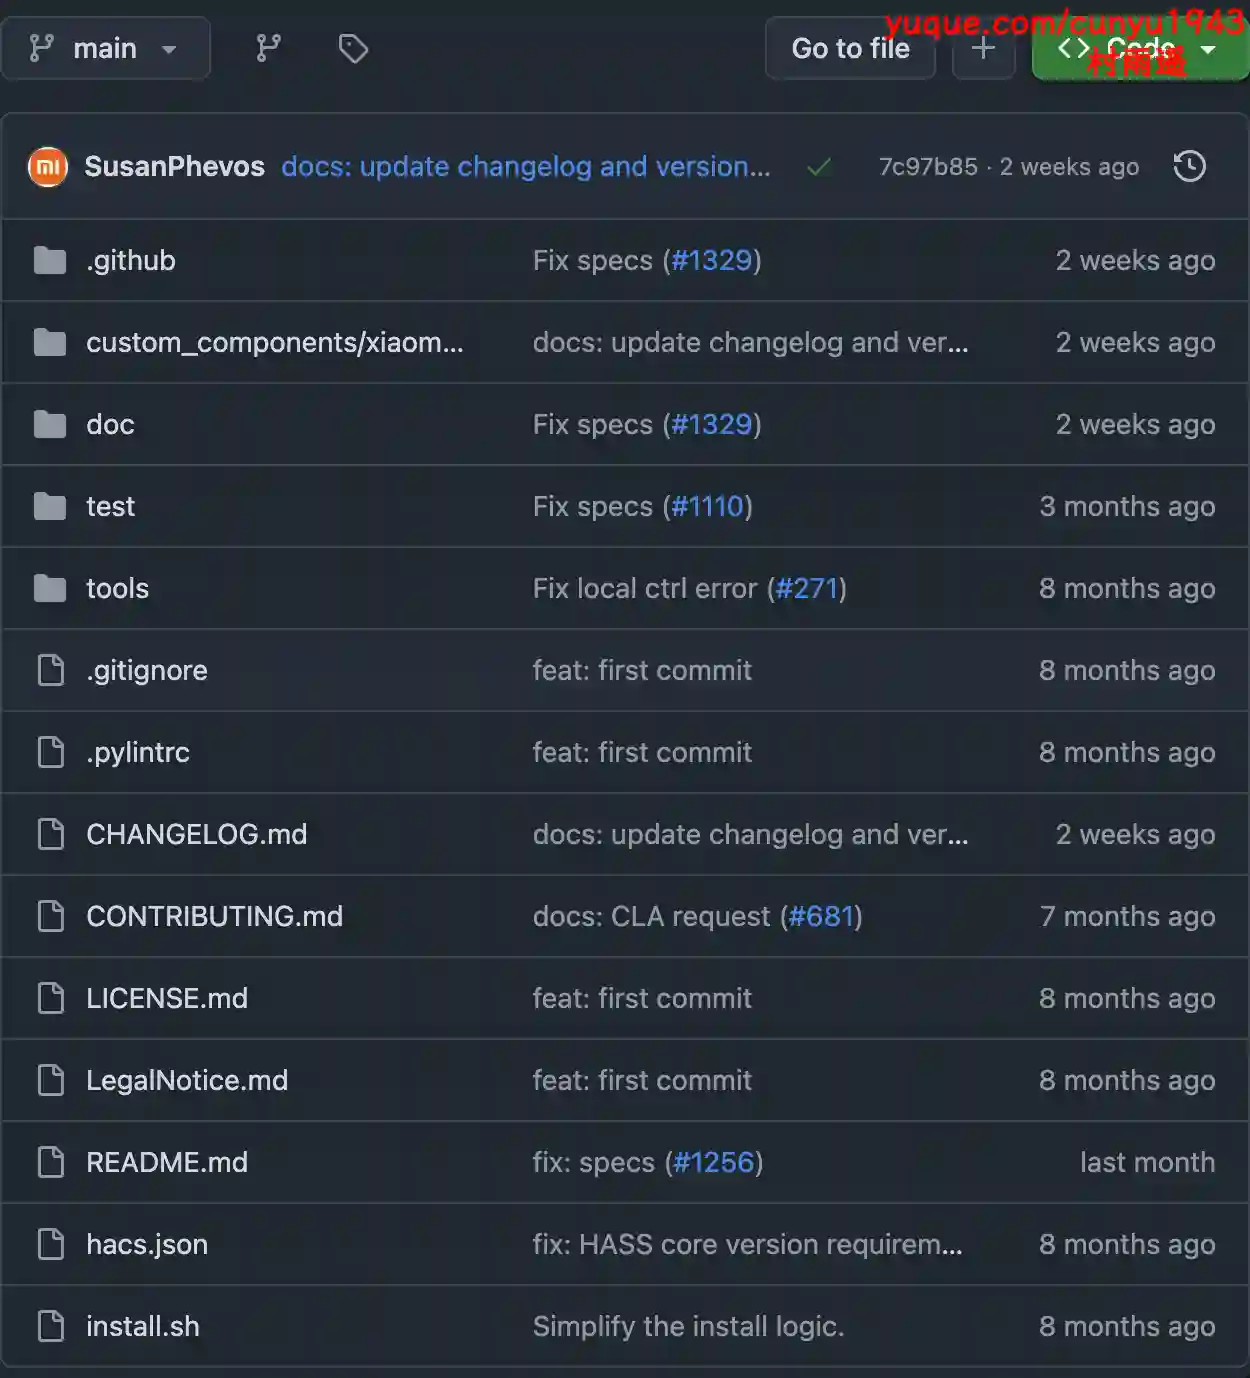 yuque.com/cunyu1943
main Go to file Code
村雨遥
mi SusanPhevos docs: update changelog and version... 7c97b85 · 2 weeks ago
.github Fix specs (#1329) 2 weeks ago
custom_components/xiaom... docs: update changelog and ver... 2 weeks ago
doc Fix specs (#1329) 2 weeks ago
test Fix specs (#1110) 3 months ago
tools Fix local ctrl error (#271) 8 months ago
.gitignore feat: first commit 8 months ago
.pylintrc feat: first commit 8 months ago
CHANGELOG.md docs: update changelog and ver... 2 weeks ago
CONTRIBUTING.md docs: CLA request (#681) 7 months ago
LICENSE.md feat: first commit 8 months ago
LegalNotice.md feat: first commit 8 months ago
README.md fix: specs (#1256) last month
hacs.json fix: HASS core version requirem... 8 months ago
install.sh Simplify the install logic. 8 months ago